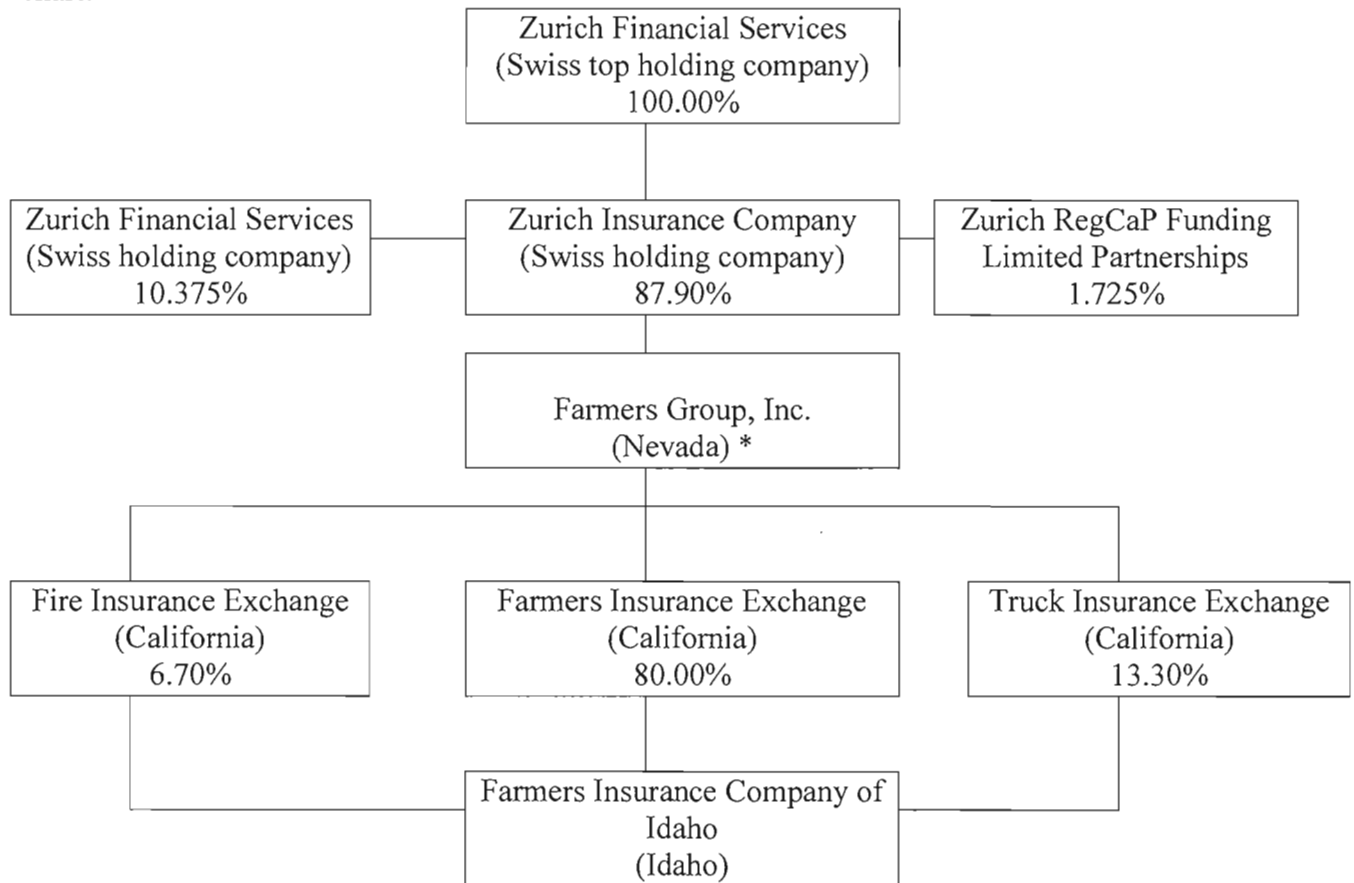 Zurich Financial Services
(Swiss top holding company)
100.00%
Zurich Financial Services
(Swiss holding company)
10.375%
Zurich Insurance Company
(Swiss holding company)
87.90%
Zurich RegCaP Funding
Limited Partnerships
1.725%
Farmers Group, Inc.
(Nevada) *
Fire Insurance Exchange
(California)
6.70%
Farmers Insurance Exchange
(California)
80.00%
Truck Insurance Exchange
(California)
13.30%
Farmers Insurance Company of
Idaho
(Idaho)